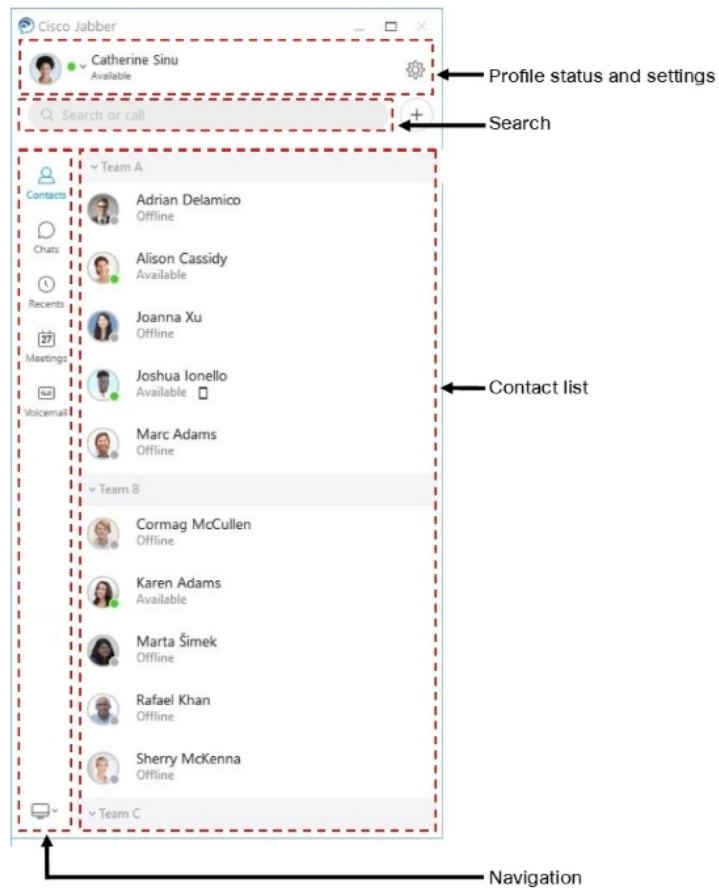 Cisco Jabber
Catherine Sinu
Available
Profile status and settings
Search or call
Search
Contacts
Chats
Recents
27
Meetings
Voicemail
Team A
Adrian Delamico
Offline
Alison Cassidy
Available
Joanna Xu
Offline
Joshua Ionello
Available
Marc Adams
Offline
Contact list
Team B
Cormag McCullen
Offline
Karen Adams
Available
Marta Šimek
Offline
Rafael Khan
Offline
Sherry McKenna
Offline
Team C
Navigation